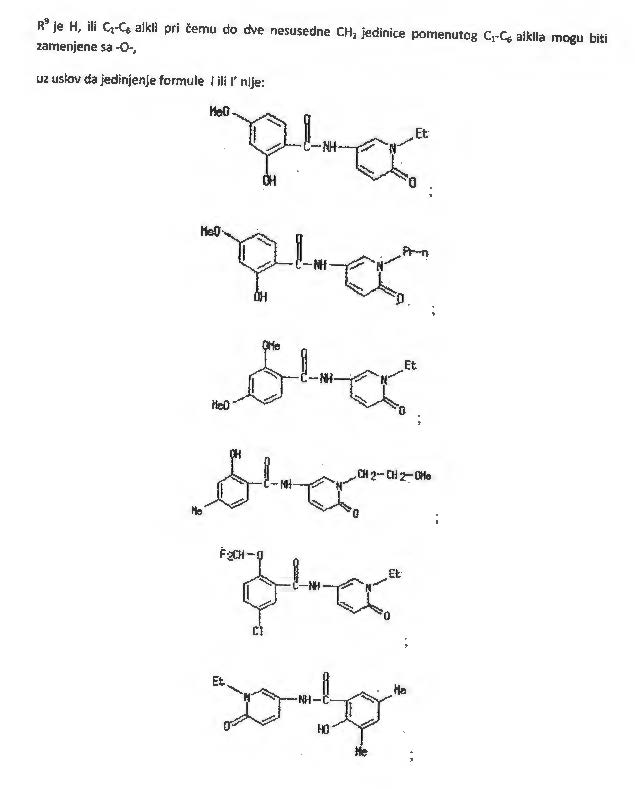 R⁹ je H, ili C₁-C₆ alkil pri čemu do dve nesusedne CH₂ jedinice pomenutog C₁-C₆ alkila mogu biti
zamenjene sa -O-,
uz uslov da jedinjenje formule I ili I' nije:
MeO
O
Et
C
NH
N
OH
O
;
MeO
O
Pr-n
C
NH
N
OH
O
;
OMe
O
Et
C
NH
N
MeO
O
;
OH
O
CH2-CH2-OMe
C
NH
N
Me
O
;
F2CH-O
O
Et
C
NH
N
O
Cl
;
Et
O
Me
N
NH
C
O
HO
Me
;